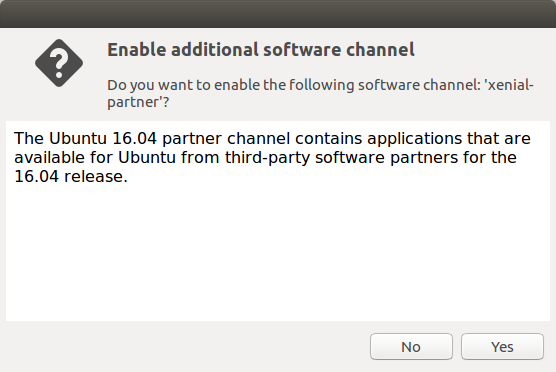 Enable additional software channel
Do you want to enable the following software channel: 'xenial-
partner'?
The Ubuntu 16.04 partner channel contains applications that are
available for Ubuntu from third-party software partners for the
16.04 release.
No Yes